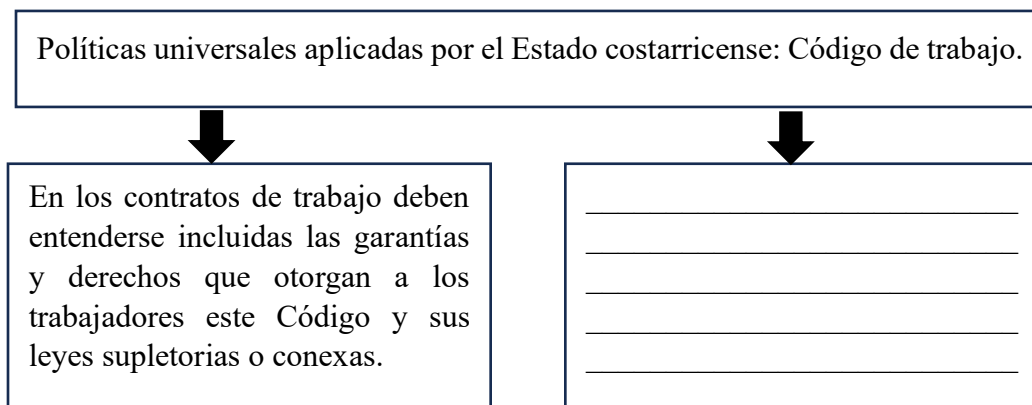 Políticas universales aplicadas por el Estado costarricense: Código de trabajo.
En los contratos de trabajo deben
entenderse incluidas las garantías
y derechos que otorgan a los
trabajadores este Código y sus
leyes supletorias o conexas.